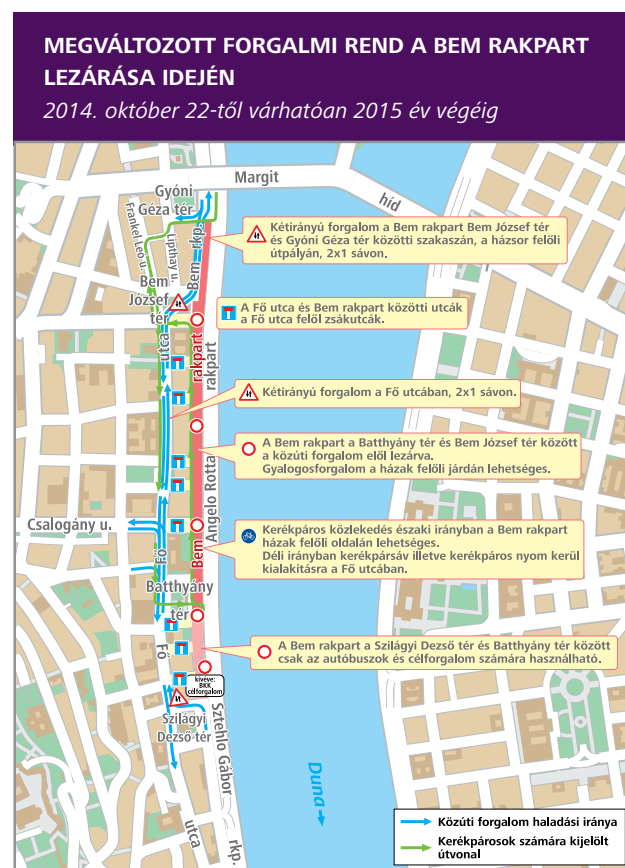 MEGVÁLTOZOTT FORGALMI REND A BEM RAKPART
LEZÁRÁSA IDEJÉN
2014. október 22-től várhatóan 2015 év végéig
Margit
híd
Gyóni
Géza tér
Frankel Leó u.
Lipthay u.
Bem
rkp.
Kétirányú forgalom a Bem rakpart Bem József tér
és Gyóni Géza tér közötti szakaszán, a házsor felőli
útpályán, 2x1 sávon.
Bem
József
tér
A Fő utca és Bem rakpart közötti utcák
a Fő utca felől zsákutcák.
utca
rakpart
rakpart
Kétirányú forgalom a Fő utcában, 2x1 sávon.
A Bem rakpart a Batthyány tér és Bem József tér között
a közúti forgalom elől lezárva.
Gyalogosforgalom a házak felőli járdán lehetséges.
Angelo Rotta
Csalogány u.
Bem
Fő
Kerékpáros közlekedés északi irányban a Bem rakpart
házak felőli oldalán lehetséges.
Déli irányban kerékpársáv illetve kerékpáros nyom kerül
kialakításra a Fő utcában.
Batthyány
tér
Fő
A Bem rakpart a Szilágyi Dezső tér és Batthyány tér között
csak az autóbuszok és célforgalom számára használható.
kivéve:
BKK
célforgalom
Szilágyi
Dezső tér
Sztehlo Gábor
rkp.
utca
Duna
Közúti forgalom haladási iránya
Kerékpárosok számára kijelölt
útvonal